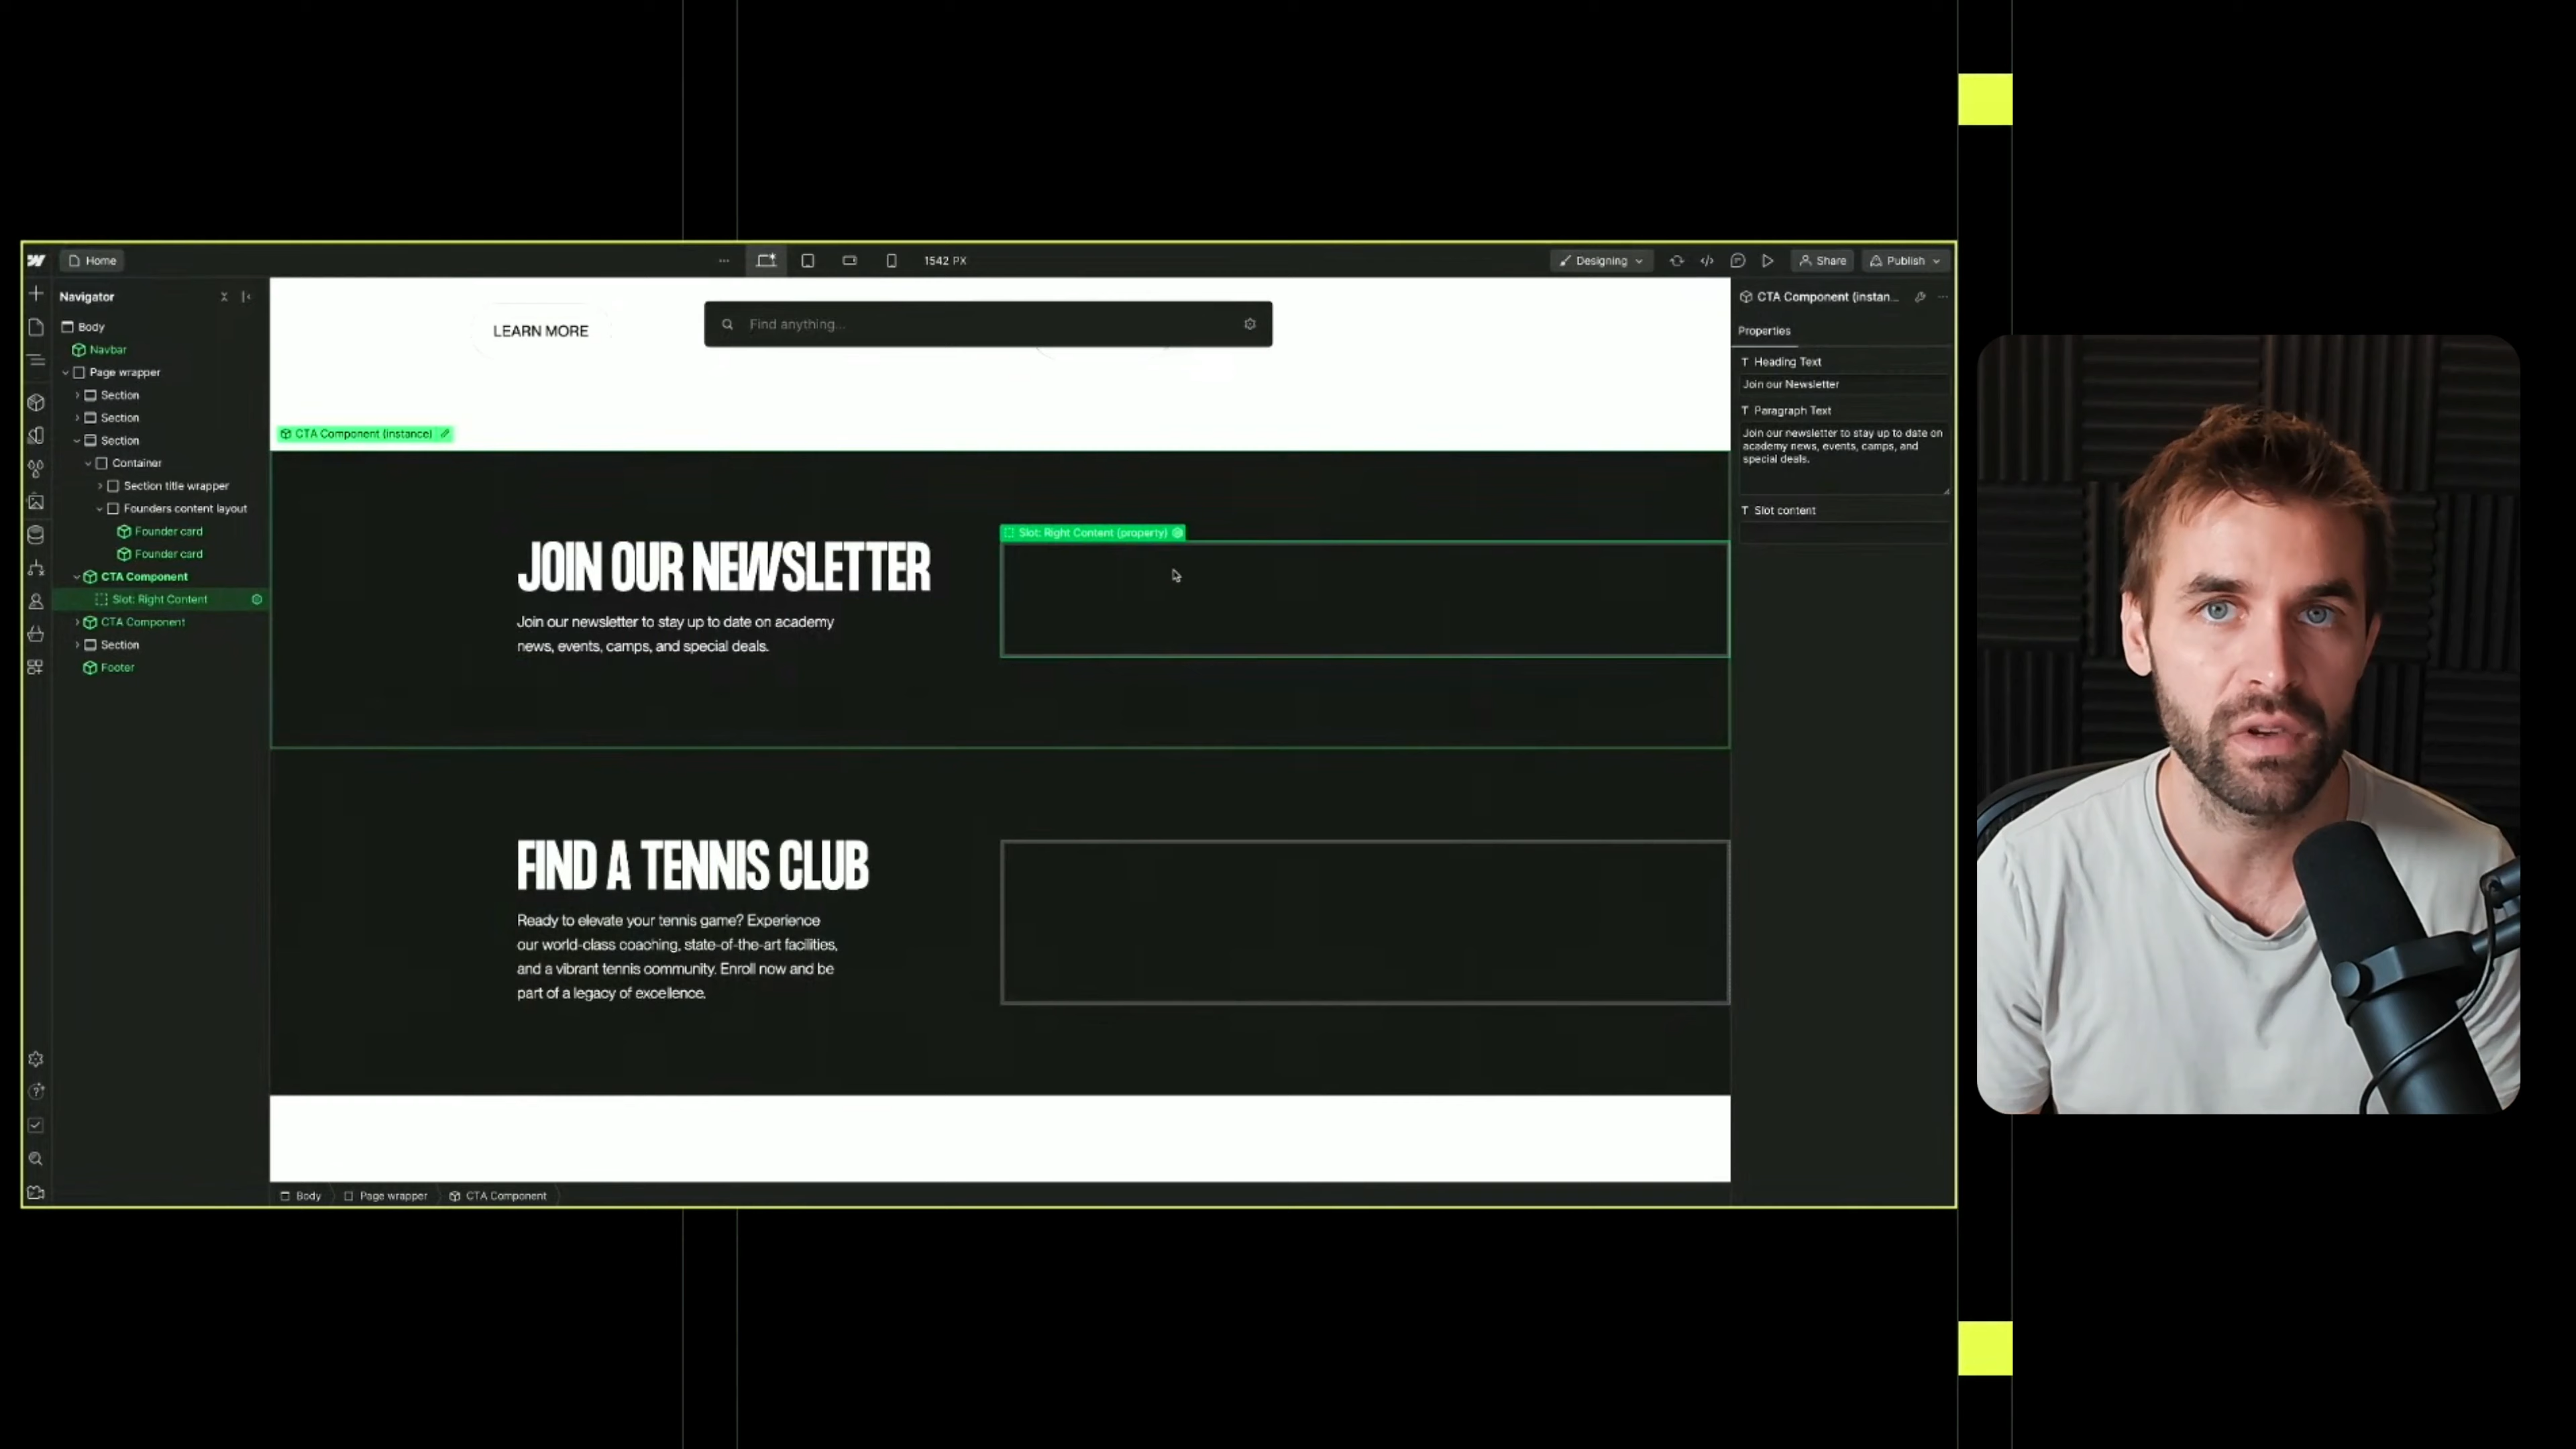 Home
1542 PX
Designing
Share
Publish
Navigator
Body
Navbar
Page wrapper
Section
Section
Section
Container
Section title wrapper
Founders content layout
Founder card
Founder card
CTA Component
Slot: Right Content
CTA Component
Section
Footer
LEARN MORE
Find anything...
CTA Component (instance)
JOIN OUR NEWSLETTER
Join our newsletter to stay up to date on academy
news, events, camps, and special deals.
Slot: Right Content (property)
FIND A TENNIS CLUB
Ready to elevate your tennis game? Experience
our world-class coaching, state-of-the-art facilities,
and a vibrant tennis community. Enroll now and be
part of a legacy of excellence.
Body
Page wrapper
CTA Component
CTA Component (instan...
Properties
Heading Text
Join our Newsletter
Paragraph Text
Join our newsletter to stay up to date on
academy news, events, camps, and
special deals.
Slot content